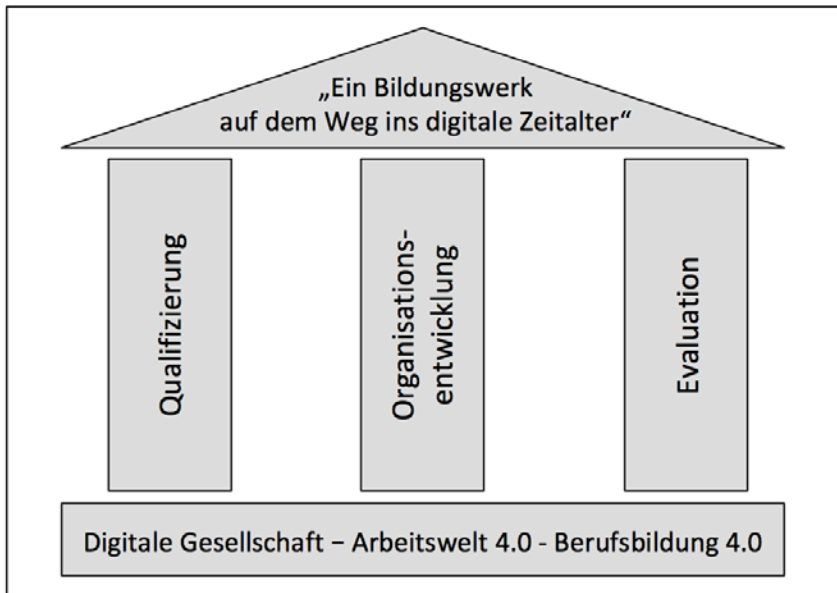 „Ein Bildungswerk
auf dem Weg ins digitale Zeitalter“
Qualifizierung
Organisations-
entwicklung
Evaluation
Digitale Gesellschaft – Arbeitswelt 4.0 - Berufsbildung 4.0